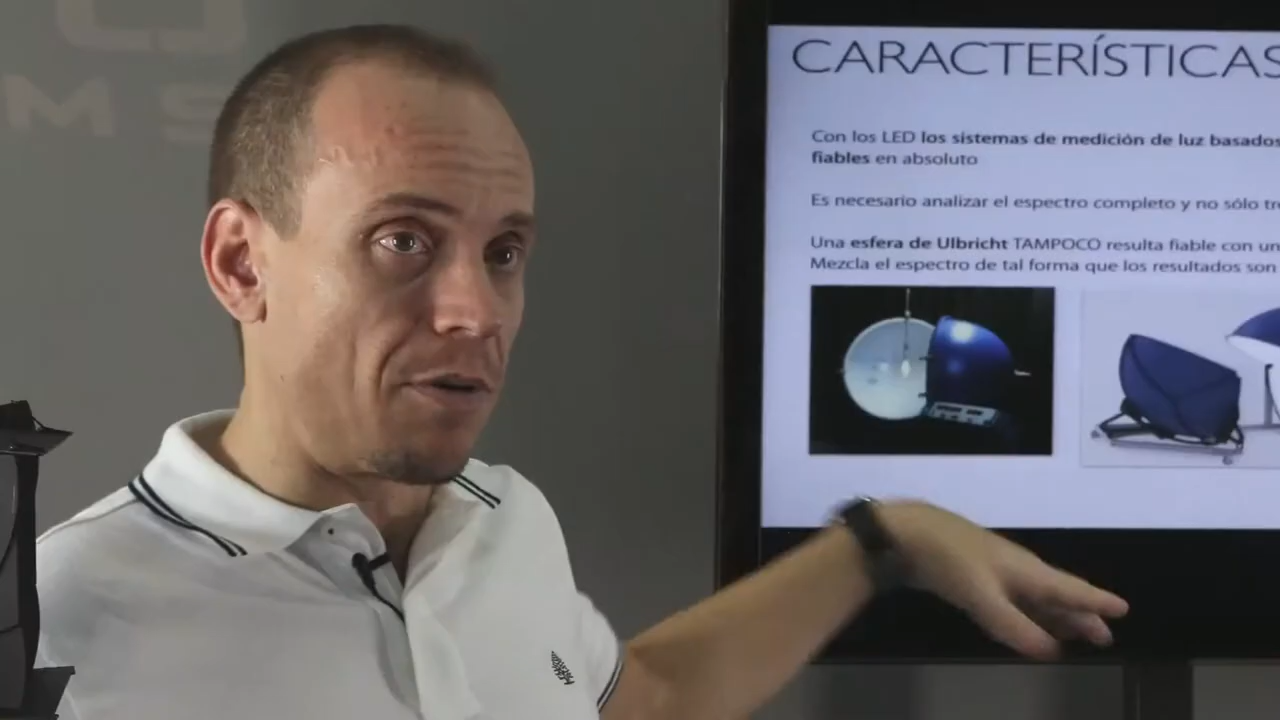 MS
CARACTERÍSTICAS
Con los LED los sistemas de medición de luz basados
fiables en absoluto
Es necesario analizar el espectro completo y no sólo
Una esfera de Ulbricht TAMPOCO resulta fiable con un
Mezcla el espectro de tal forma que los resultados son